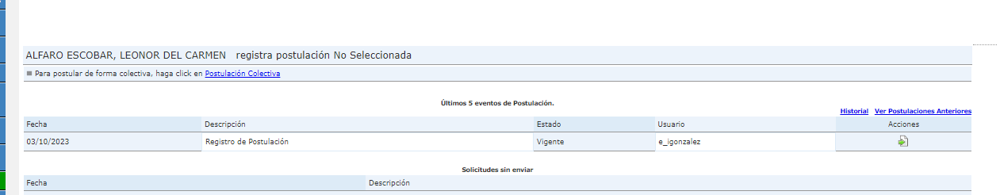 ALFARO ESCOBAR, LEONOR DEL CARMEN registra postulación No Seleccionada
Para postular de forma colectiva, haga click en Postulación Colectiva
Últimos 5 eventos de Postulación.
Historial Ver Postulaciones Anteriores
Fecha Descripción Estado Usuario Acciones
03/10/2023 Registro de Postulación Vigente e_igonzalez
Solicitudes sin enviar
Fecha Descripción